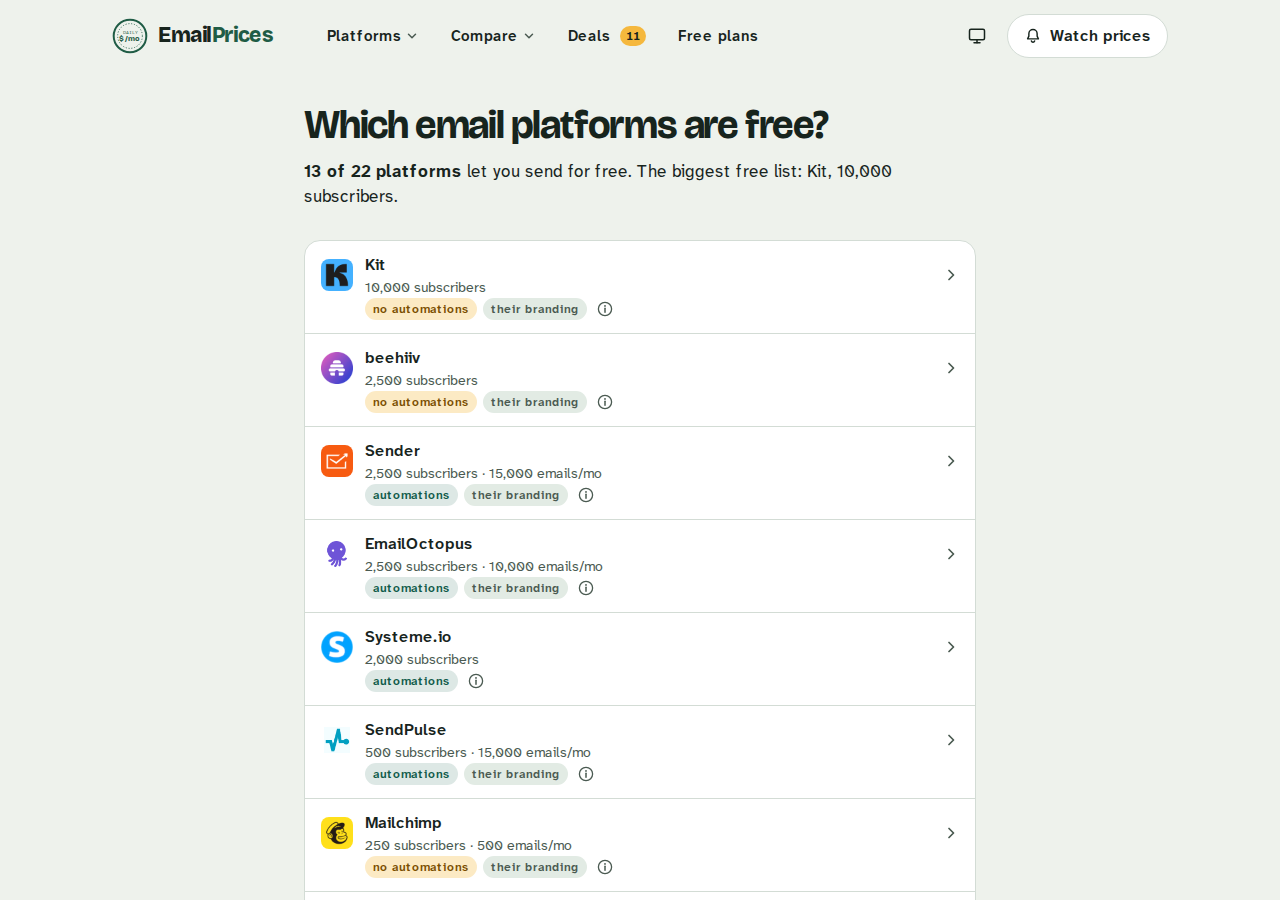 DAILY
$/mo
EmailPrices
Platforms
Compare
Deals 11
Free plans
Watch prices
Which email platforms are free?
13 of 22 platforms let you send for free. The biggest free list: Kit, 10,000
subscribers.
Kit
10,000 subscribers
no automations their branding
beehiiv
2,500 subscribers
no automations their branding
Sender
2,500 subscribers · 15,000 emails/mo
automations their branding
EmailOctopus
2,500 subscribers · 10,000 emails/mo
automations their branding
Systeme.io
2,000 subscribers
automations
SendPulse
500 subscribers · 15,000 emails/mo
automations their branding
Mailchimp
250 subscribers · 500 emails/mo
no automations their branding